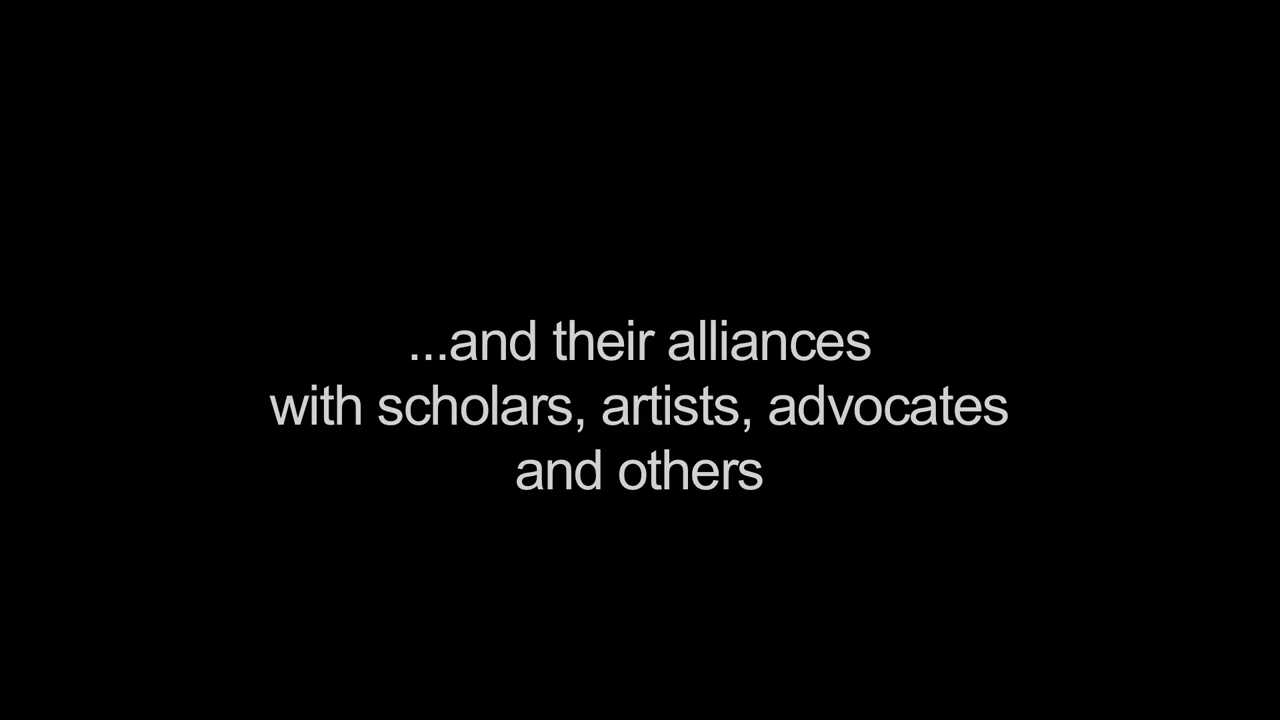 ...and their alliances
with scholars, artists, advocates
and others